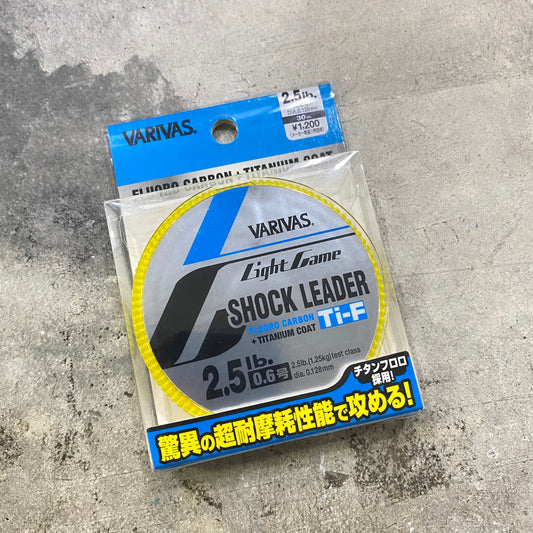 VARIVAS®
2.5lb.
30m
¥1,200
FLUORO CARBON + TITANIUM COAT
VARIVAS®
Light Game
SHOCK LEADER
FLUORO CARBON
+ TITANIUM COAT
Ti-F
2.5lb.
0.6号
2.5lb.(1.25kg)test class
dia. 0.128mm
チタンフロロ
採用!
驚異の超耐摩耗性能で攻める!